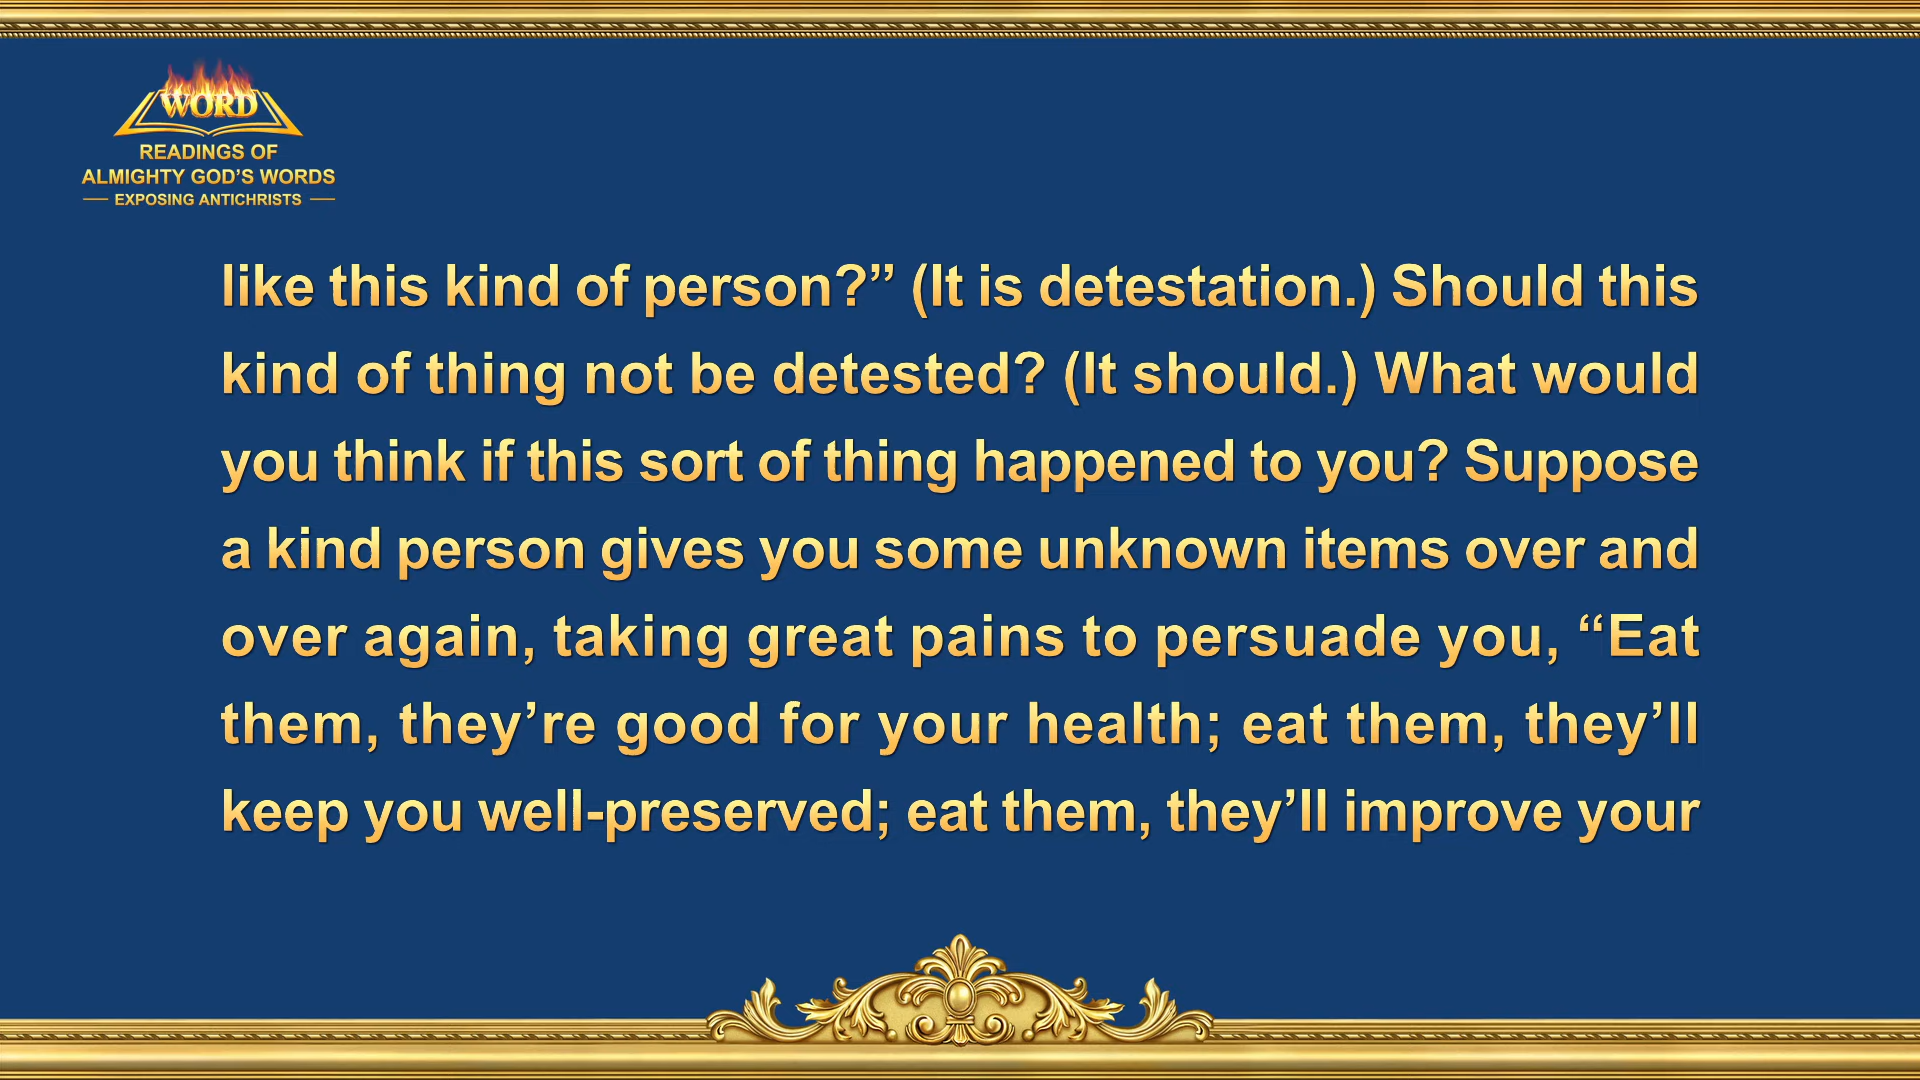 WORD
READINGS OF
ALMIGHTY GOD’S WORDS
EXPOSING ANTICHRISTS
like this kind of person?” (It is detestation.) Should this
kind of thing not be detested? (It should.) What would
you think if this sort of thing happened to you? Suppose
a kind person gives you some unknown items over and
over again, taking great pains to persuade you, “Eat
them, they’re good for your health; eat them, they’ll
keep you well-preserved; eat them, they’ll improve your